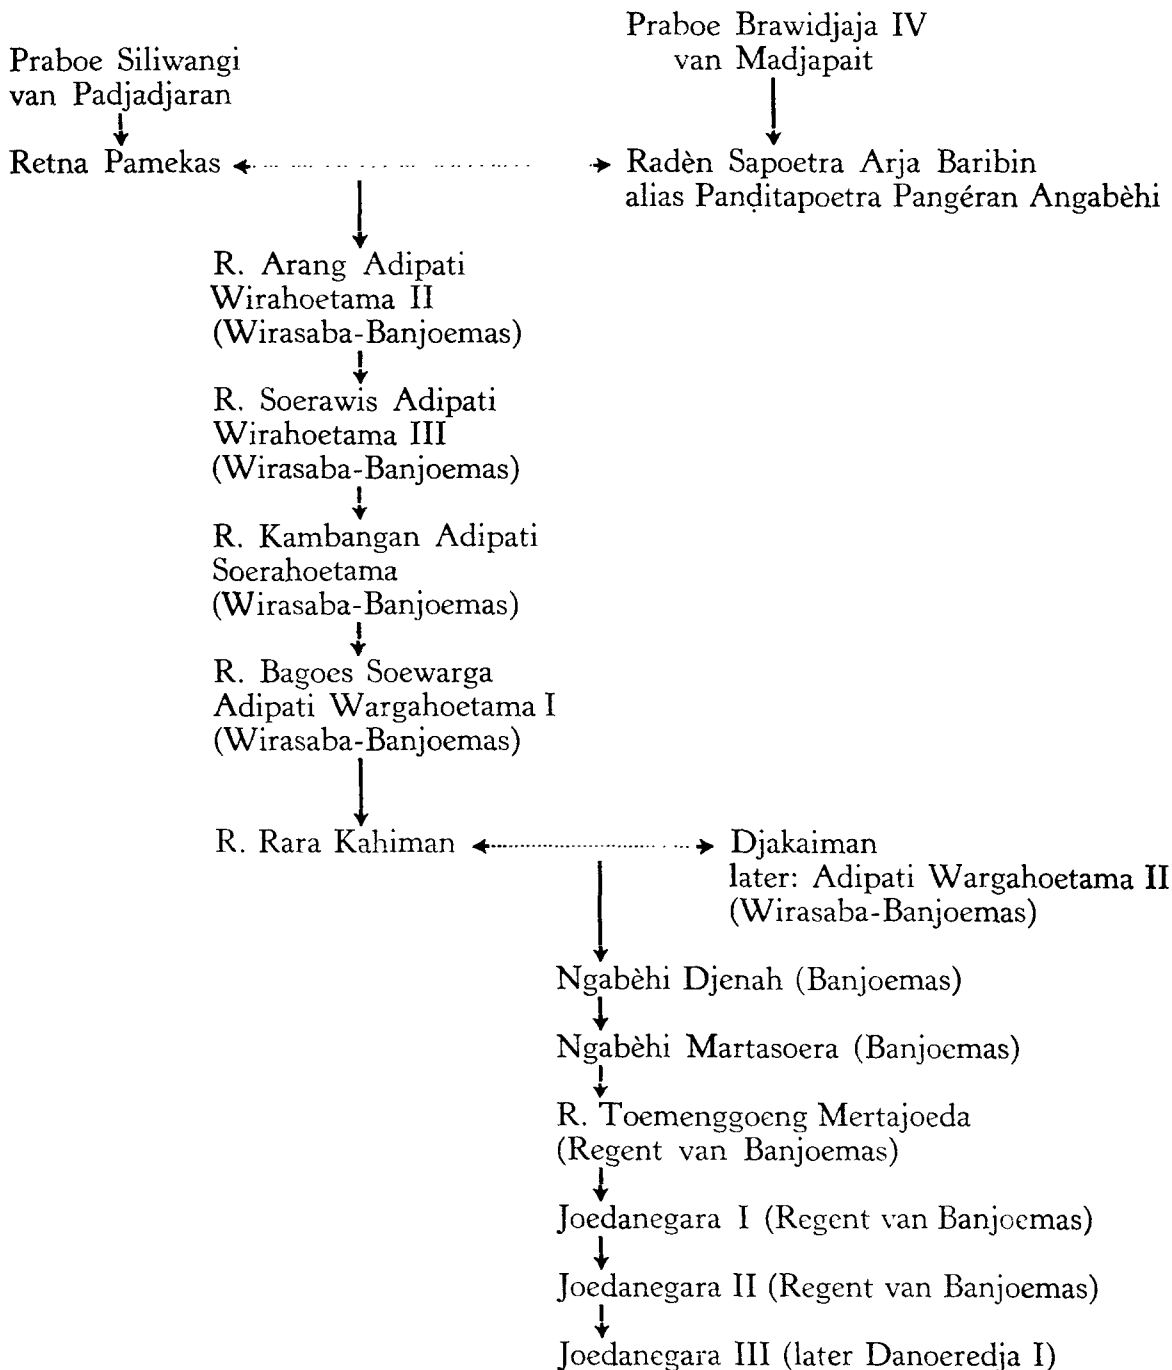 Praboe Siliwangi
van Padjadjaran
Praboe Brawidjaja IV
van Madjapait
Retna Pamekas
Radèn Sapoetra Arja Baribin
alias Panḍitapoetra Pangéran Angabèhi
R. Arang Adipati
Wirahoetama II
(Wirasaba-Banjoemas)
R. Soerawis Adipati
Wirahoetama III
(Wirasaba-Banjoemas)
R. Kambangan Adipati
Soerahoetama
(Wirasaba-Banjoemas)
R. Bagoes Soewarga
Adipati Wargahoetama I
(Wirasaba-Banjoemas)
R. Rara Kahiman
Djakaiman
later: Adipati Wargahoetama II
(Wirasaba-Banjoemas)
Ngabèhi Djenah (Banjoemas)
Ngabèhi Martasoera (Banjoemas)
R. Toemenggoeng Mertajoeda
(Regent van Banjoemas)
Joedanegara I (Regent van Banjoemas)
Joedanegara II (Regent van Banjoemas)
Joedanegara III (later Danoeredja I)